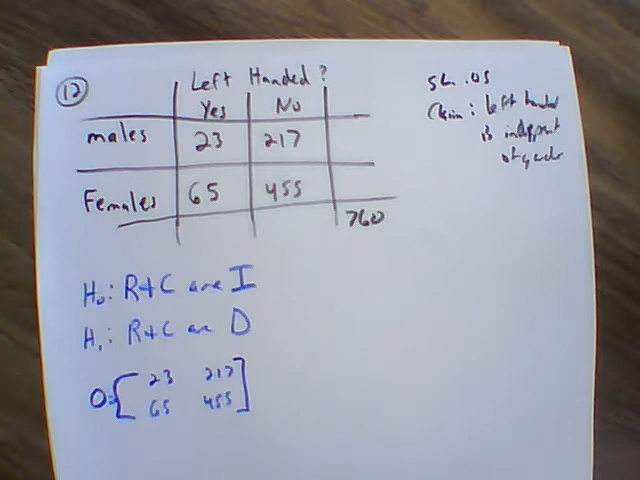 12
Left Handed ?
Yes No
males 23 217
Females 65 455
760
SL .05
Claim : left handed
is indepent
of gender
H₀: R+C are I
H₁: R+C are D
O= [ 23 217
65 455 ]